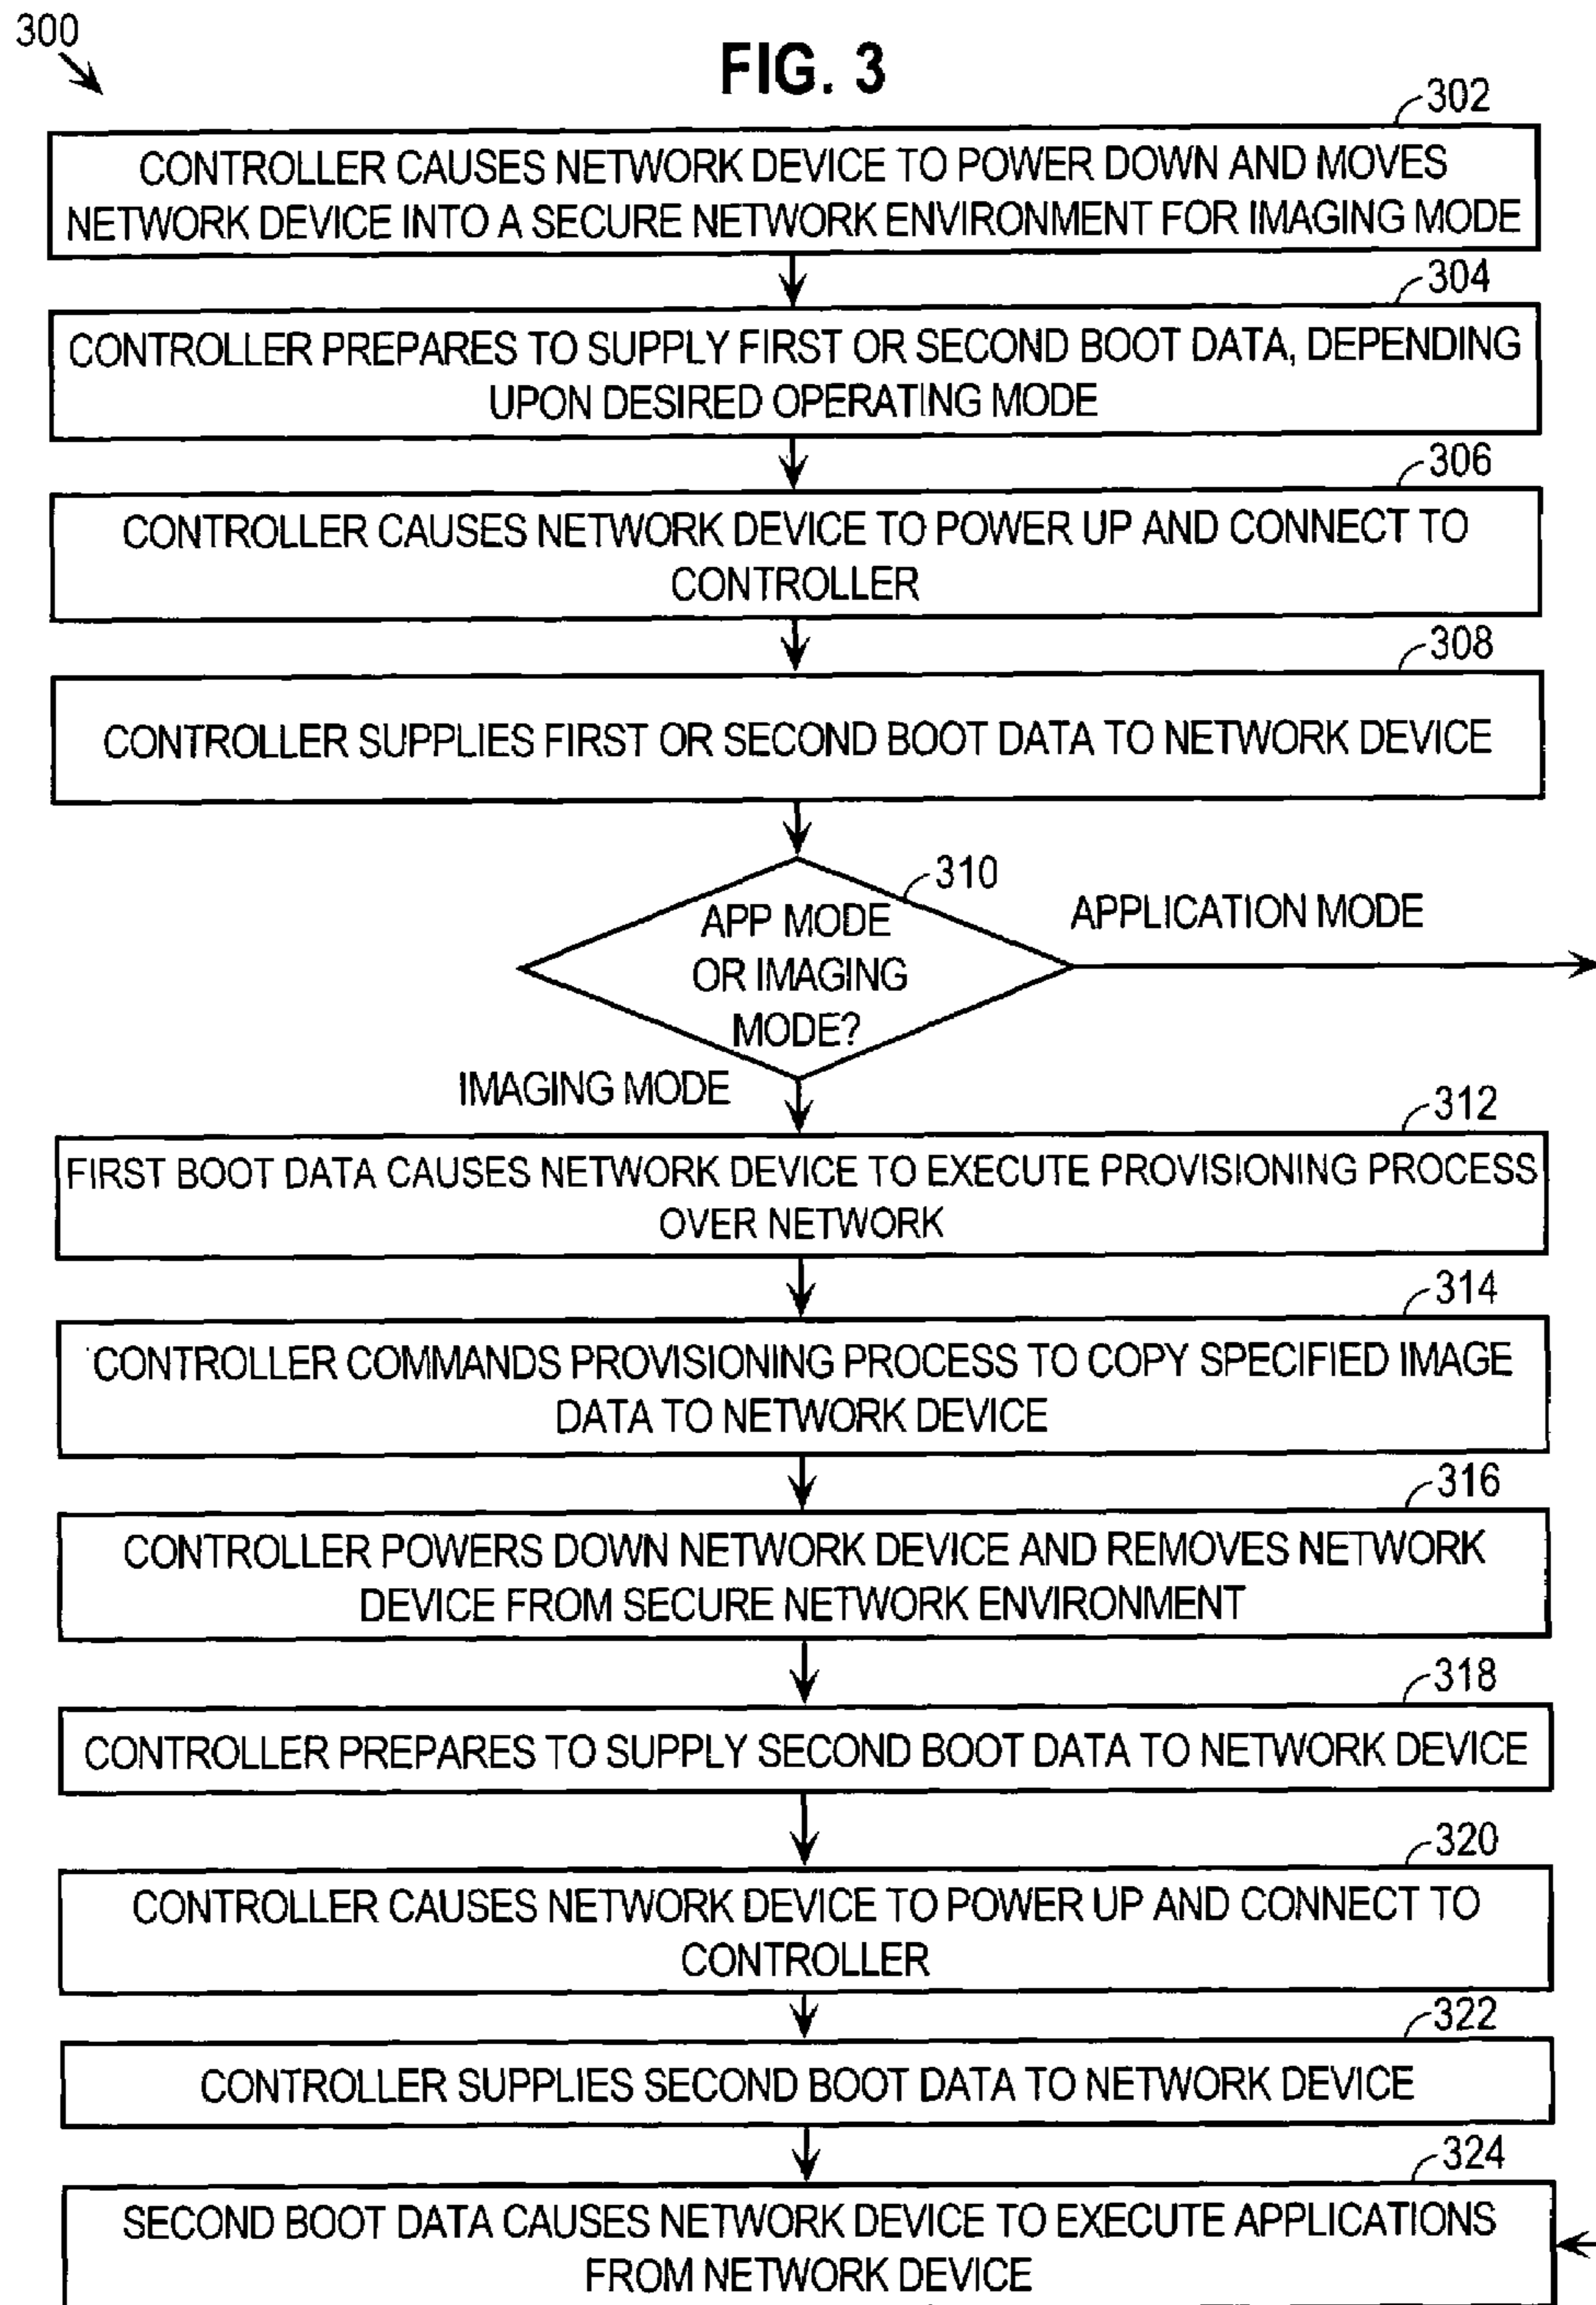 300
FIG. 3
302
CONTROLLER CAUSES NETWORK DEVICE TO POWER DOWN AND MOVES
NETWORK DEVICE INTO A SECURE NETWORK ENVIRONMENT FOR IMAGING MODE
304
CONTROLLER PREPARES TO SUPPLY FIRST OR SECOND BOOT DATA, DEPENDING
UPON DESIRED OPERATING MODE
306
CONTROLLER CAUSES NETWORK DEVICE TO POWER UP AND CONNECT TO
CONTROLLER
308
CONTROLLER SUPPLIES FIRST OR SECOND BOOT DATA TO NETWORK DEVICE
310
APP MODE
OR IMAGING
MODE?
APPLICATION MODE
IMAGING MODE
312
FIRST BOOT DATA CAUSES NETWORK DEVICE TO EXECUTE PROVISIONING PROCESS
OVER NETWORK
314
CONTROLLER COMMANDS PROVISIONING PROCESS TO COPY SPECIFIED IMAGE
DATA TO NETWORK DEVICE
316
CONTROLLER POWERS DOWN NETWORK DEVICE AND REMOVES NETWORK
DEVICE FROM SECURE NETWORK ENVIRONMENT
318
CONTROLLER PREPARES TO SUPPLY SECOND BOOT DATA TO NETWORK DEVICE
320
CONTROLLER CAUSES NETWORK DEVICE TO POWER UP AND CONNECT TO
CONTROLLER
322
CONTROLLER SUPPLIES SECOND BOOT DATA TO NETWORK DEVICE
324
SECOND BOOT DATA CAUSES NETWORK DEVICE TO EXECUTE APPLICATIONS
FROM NETWORK DEVICE